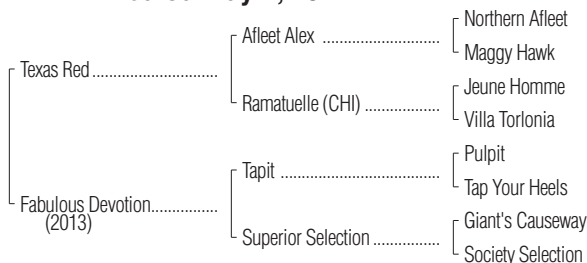 Northern Afleet
Afleet Alex
Maggy Hawk
Texas Red
Jeune Homme
Ramatuelle (CHI)
Villa Torlonia
Pulpit
Tapit
Tap Your Heels
Fabulous Devotion
(2013)
Giant's Causeway
Superior Selection
Society Selection